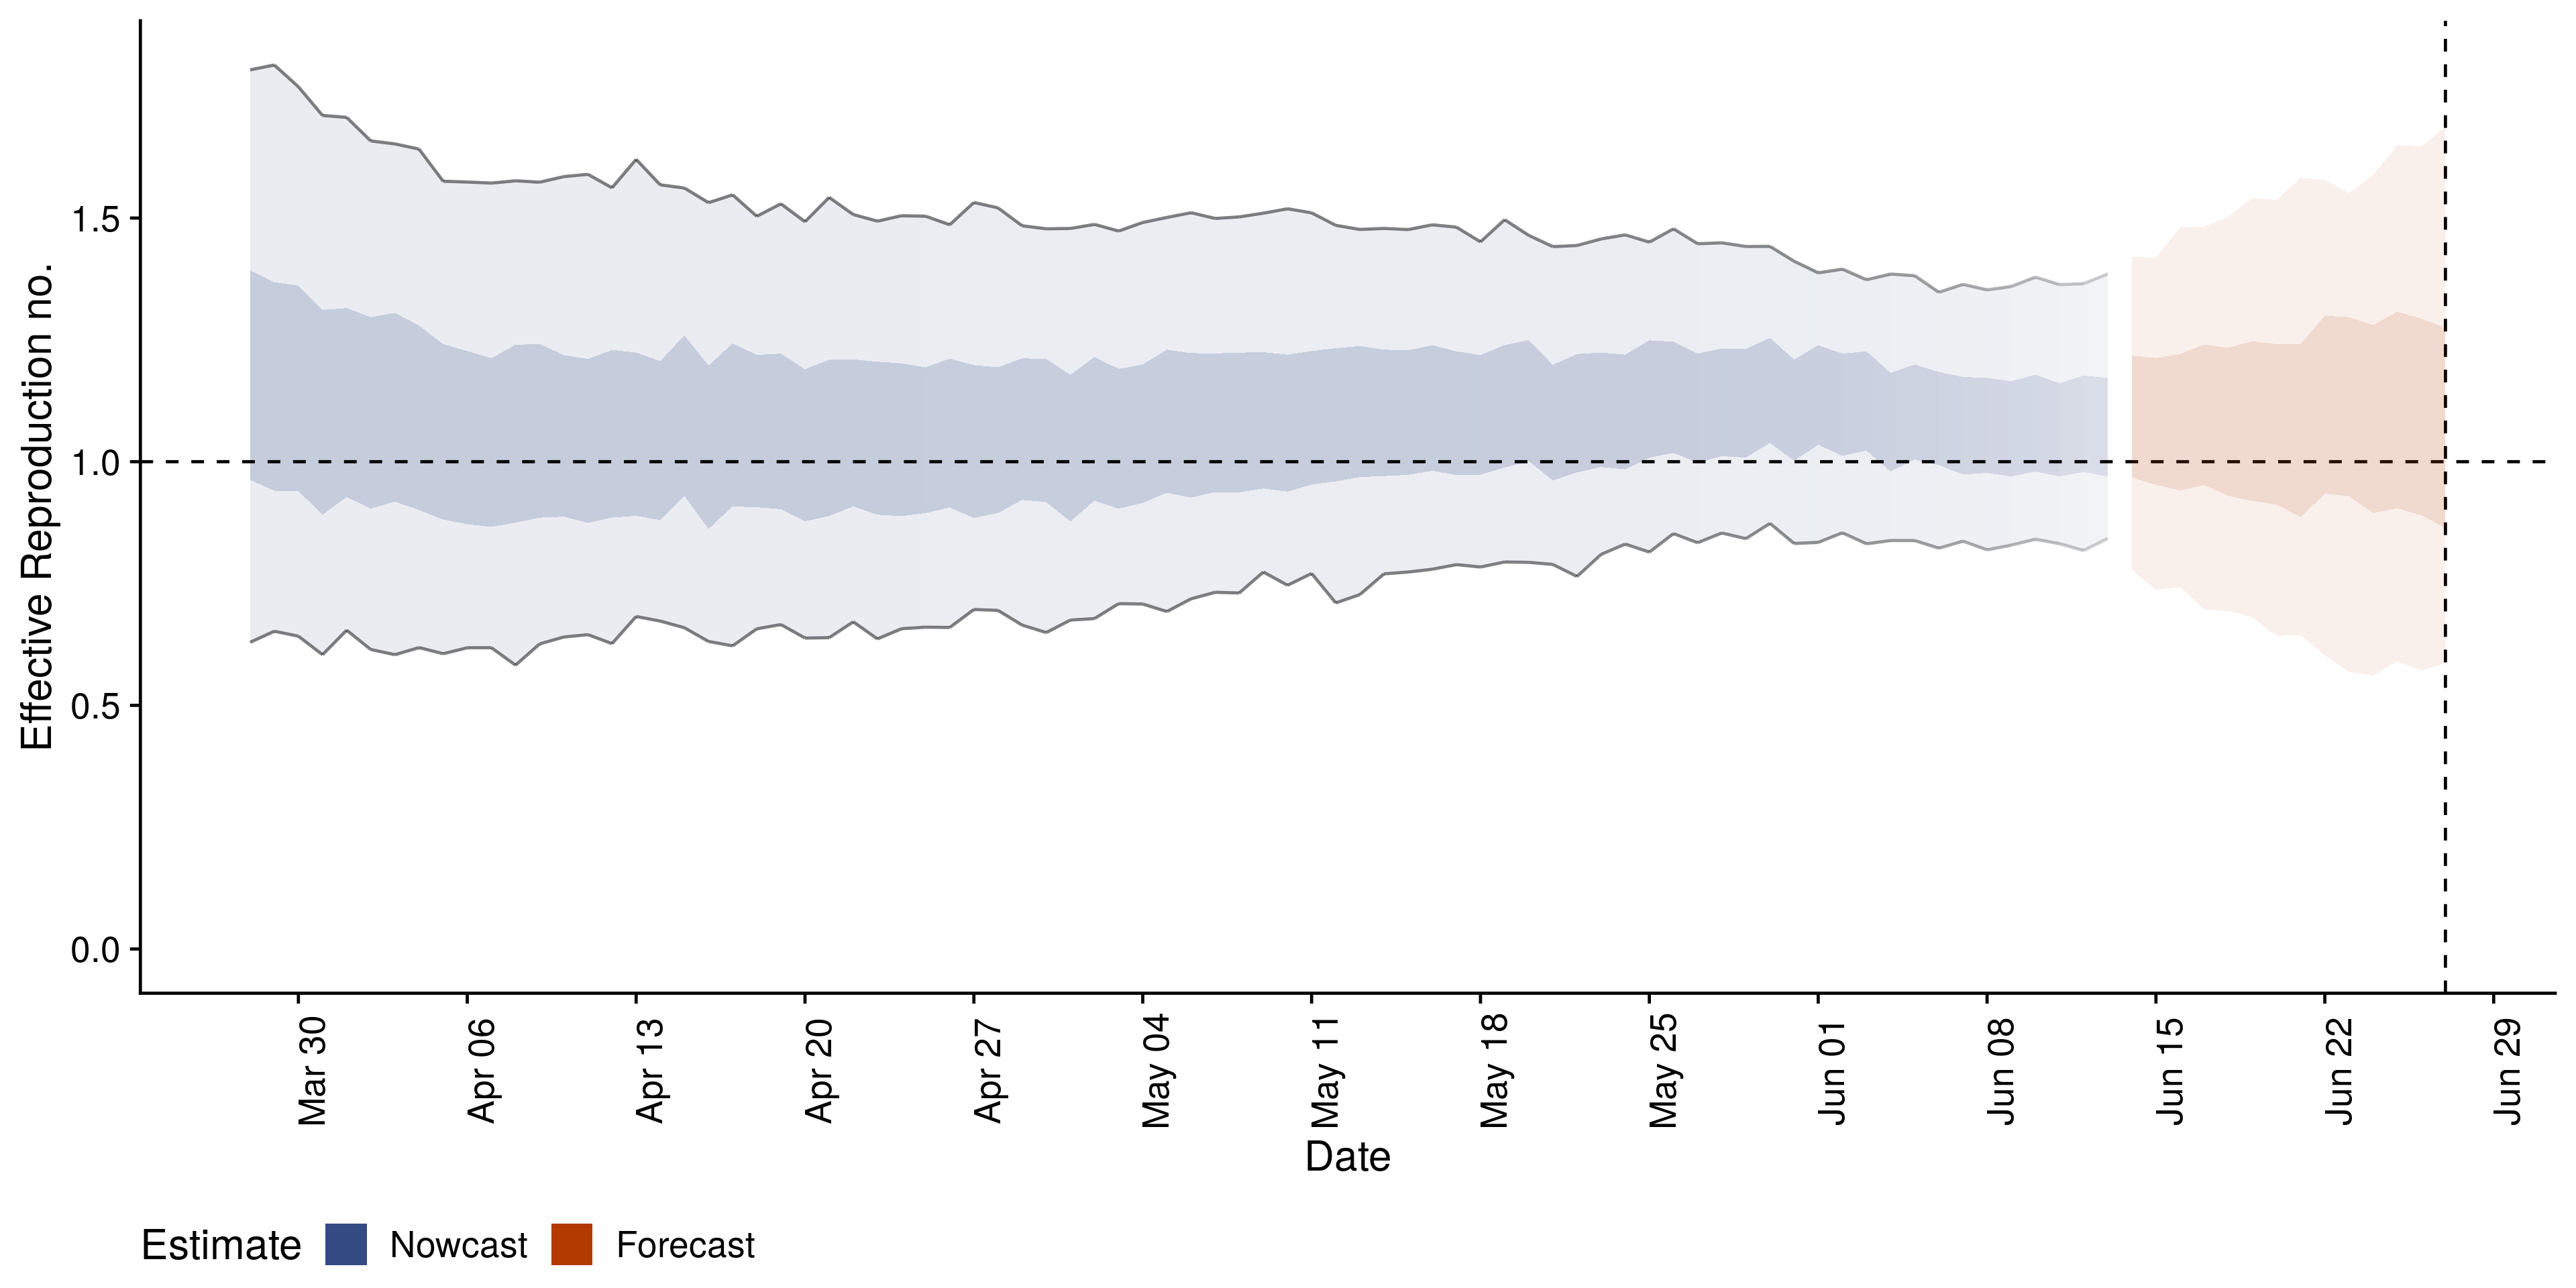 Effective Reproduction no.
1.5
1.0
0.5
0.0
Mar 30
Apr 06
Apr 13
Apr 20
Apr 27
May 04
May 11
May 18
May 25
Jun 01
Jun 08
Jun 15
Jun 22
Jun 29
Date
Estimate Nowcast Forecast